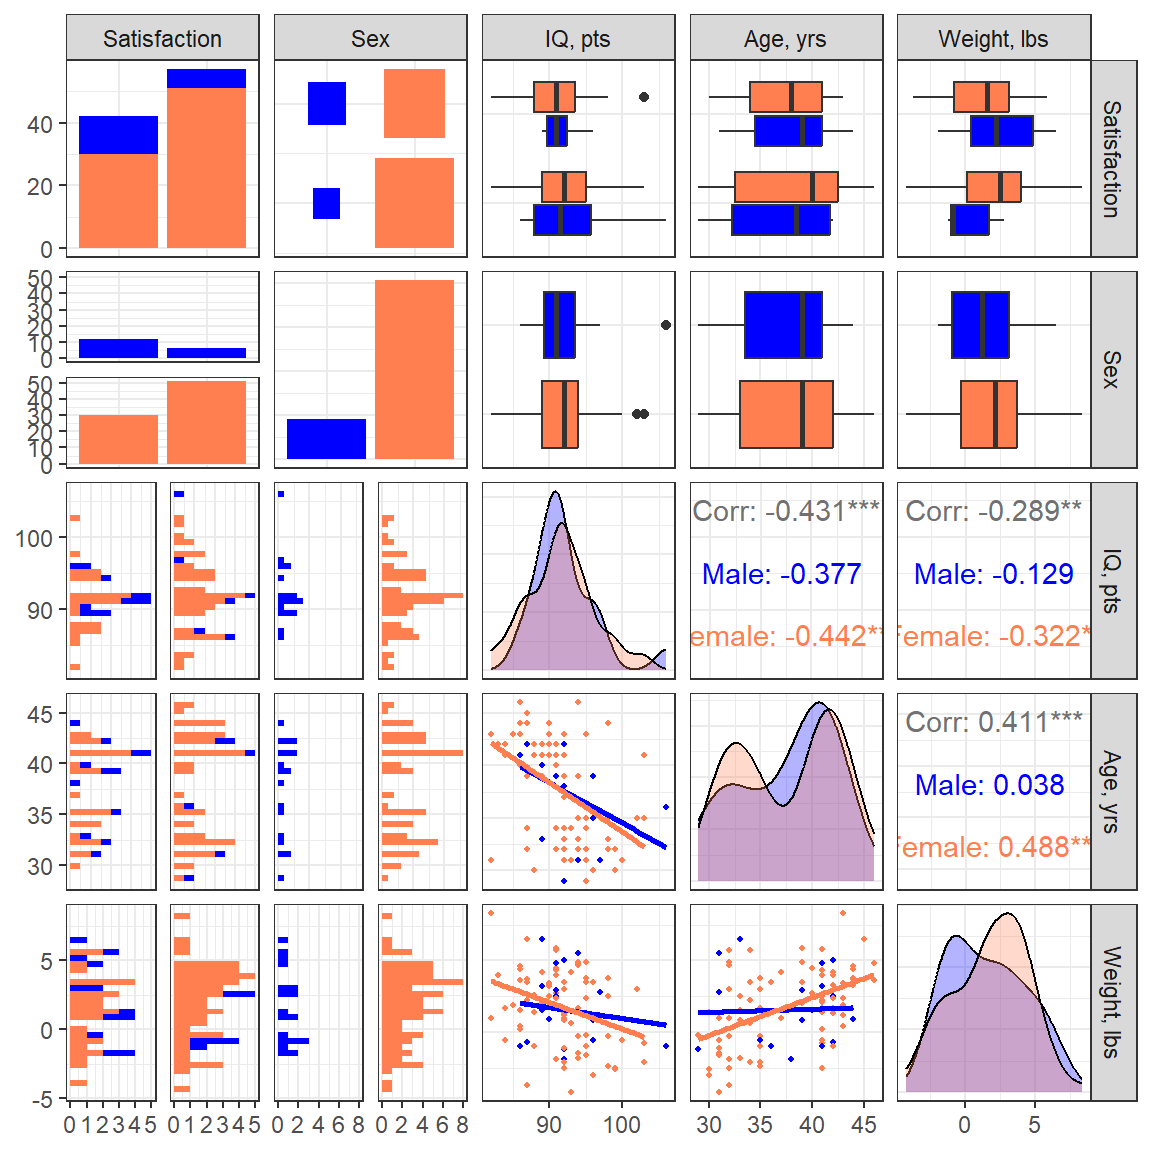 Satisfaction
Sex
IQ, pts
Age, yrs
Weight, lbs
40
20
0
Satisfaction
50
40
30
20
10
0
50
40
30
20
10
0
Sex
100
90
Corr: -0.431***
Male: -0.377
emale: -0.442**
Corr: -0.289**
Male: -0.129
Female: -0.322*
IQ, pts
45
40
35
30
Corr: 0.411***
Male: 0.038
Female: 0.488**
Age, yrs
5
0
-5
Weight, lbs
0 1 2 3 4 5
0 1 2 3 4 5
0 2 4 6 8
0 2 4 6 8
90 100
30 35 40 45
0 5